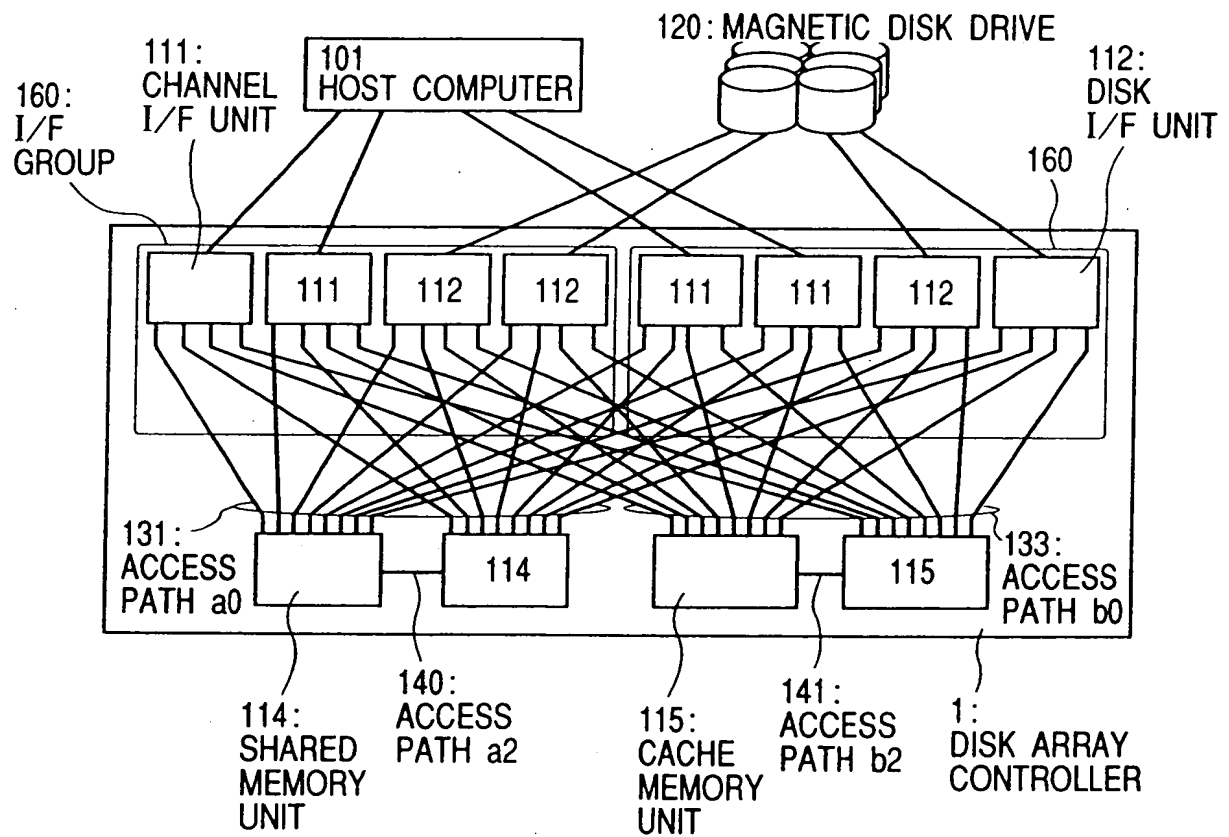 120: MAGNETIC DISK DRIVE
111:
CHANNEL
I/F UNIT
101
HOST COMPUTER
112:
DISK
I/F UNIT
160:
I/F
GROUP
160
111
112
112
111
111
112
131:
ACCESS
PATH a0
114
115
133:
ACCESS
PATH b0
114:
SHARED
MEMORY
UNIT
140:
ACCESS
PATH a2
115:
CACHE
MEMORY
UNIT
141:
ACCESS
PATH b2
1:
DISK ARRAY
CONTROLLER